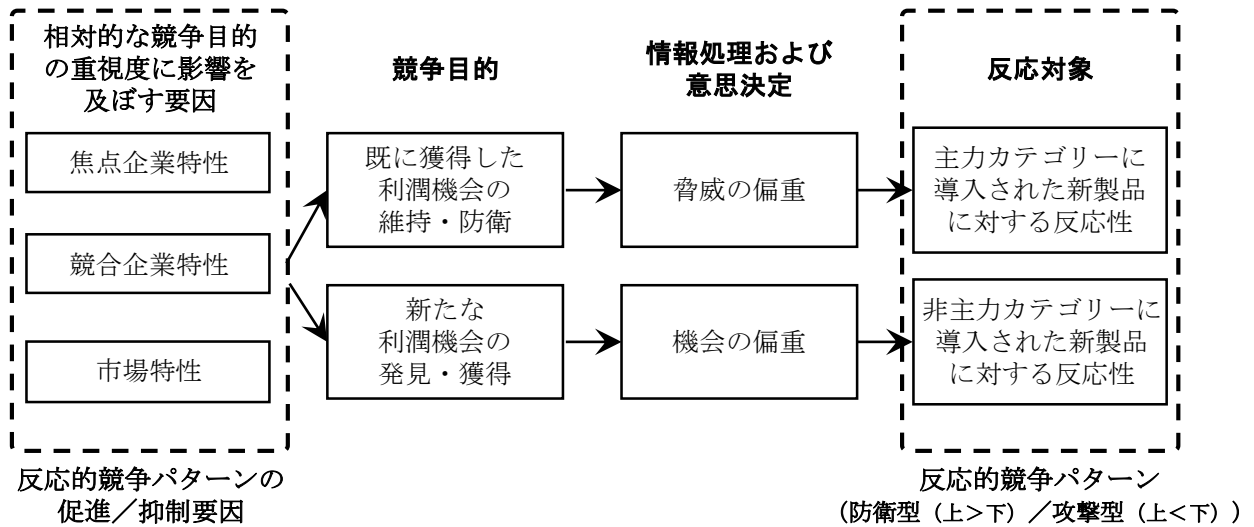 相対的な競争目的
の重視度に影響を
及ぼす要因
焦点企業特性
競合企業特性
市場特性
反応的競争パターンの
促進／抑制要因
競争目的
既に獲得した
利潤機会の
維持・防衛
新たな
利潤機会の
発見・獲得
情報処理および
意思決定
脅威の偏重
機会の偏重
反応対象
主力カテゴリーに
導入された新製品
に対する反応性
非主力カテゴリーに
導入された新製品
に対する反応性
反応的競争パターン
（防衛型（上＞下）／攻撃型（上＜下））